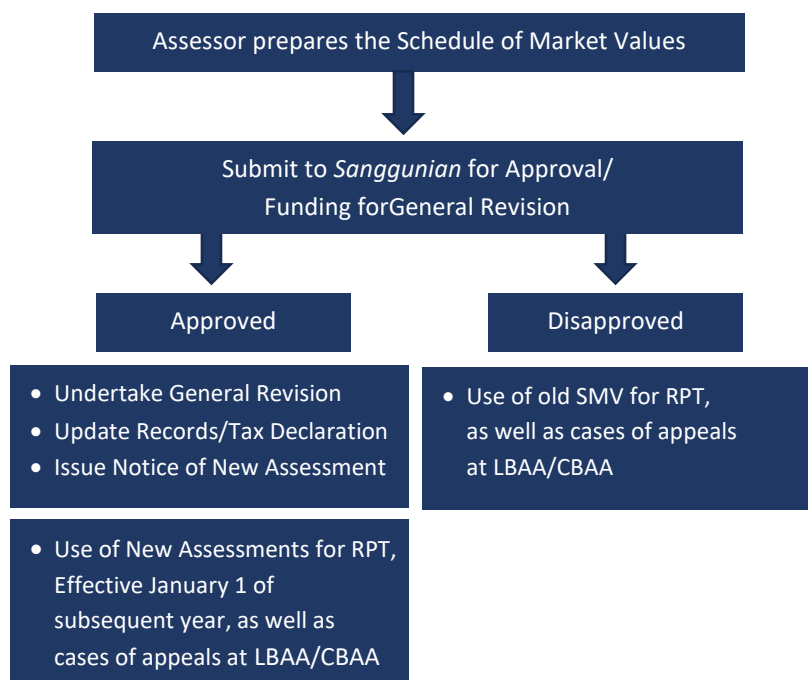 Assessor prepares the Schedule of Market Values
Submit to Sanggunian for Approval/
Funding forGeneral Revision
Approved
Disapproved
• Undertake General Revision
• Update Records/Tax Declaration
• Issue Notice of New Assessment
• Use of old SMV for RPT,
as well as cases of appeals
at LBAA/CBAA
• Use of New Assessments for RPT,
Effective January 1 of
subsequent year, as well as
cases of appeals at LBAA/CBAA